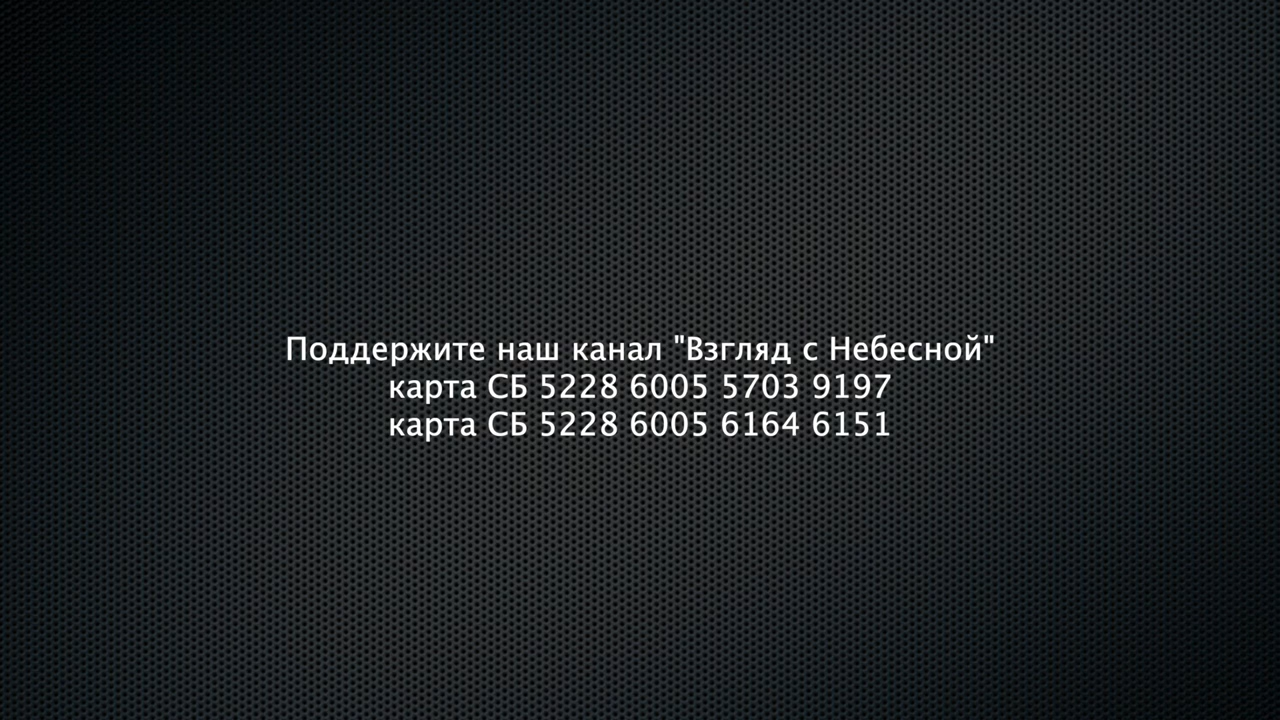 Поддержите наш канал "Взгляд с Небесной"
карта СБ 5228 6005 5703 9197
карта СБ 5228 6005 6164 6151